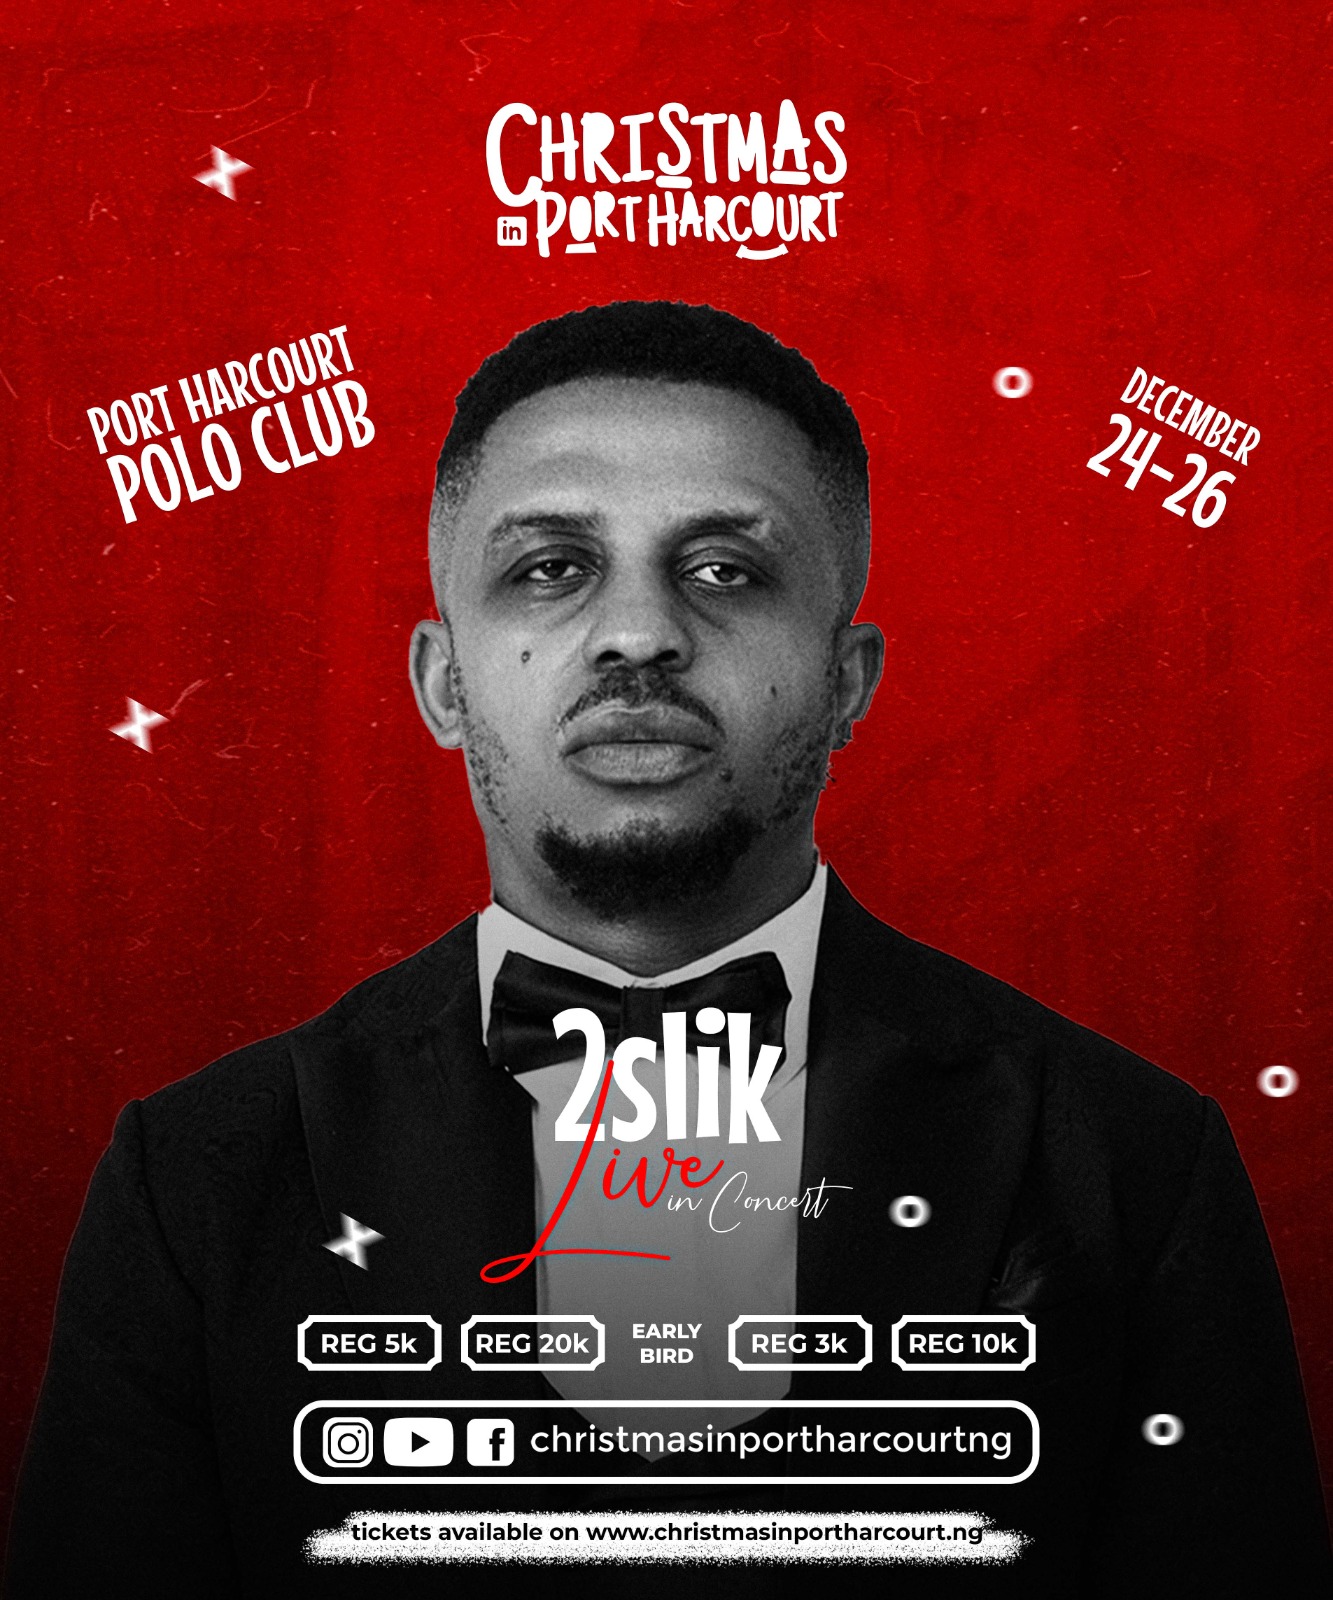 CHRISTMAS
in PORT HARCOURT
PORT HARCOURT
POLO CLUB
DECEMBER
24-26
2slik
Live
in Concert
REG 5k
REG 20k
EARLY
BIRD
REG 3k
REG 10k
christmasinportharcourtng
tickets available on www.christmasinportharcourt.ng